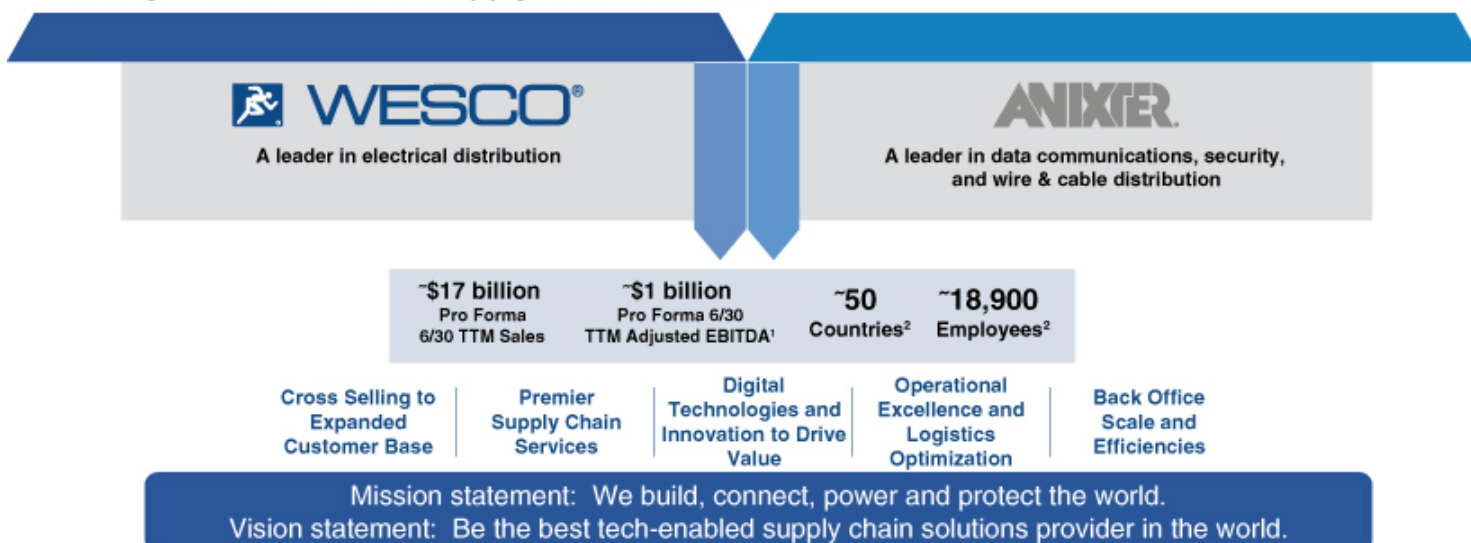 WESCO®
A leader in electrical distribution
ANIXTER.
A leader in data communications, security,
and wire & cable distribution
~$17 billion
Pro Forma
6/30 TTM Sales
~$1 billion
Pro Forma 6/30
TTM Adjusted EBITDA¹
~50
Countries²
~18,900
Employees²
Cross Selling to
Expanded
Customer Base
Premier
Supply Chain
Services
Digital
Technologies and
Innovation to Drive
Value
Operational
Excellence and
Logistics
Optimization
Back Office
Scale and
Efficiencies
Mission statement: We build, connect, power and protect the world.
Vision statement: Be the best tech-enabled supply chain solutions provider in the world.